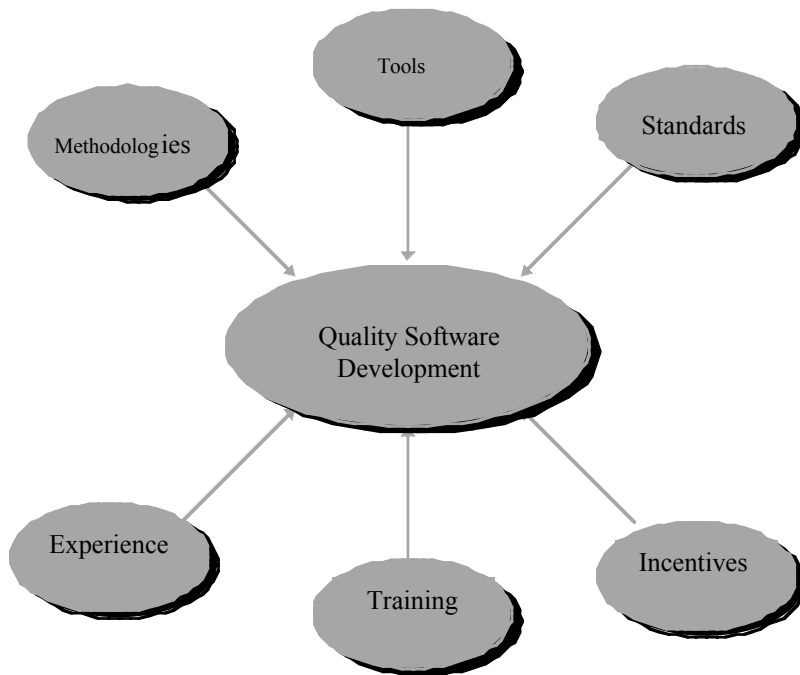 Tools
Methodologies
Standards
Quality Software
Development
Experience
Training
Incentives